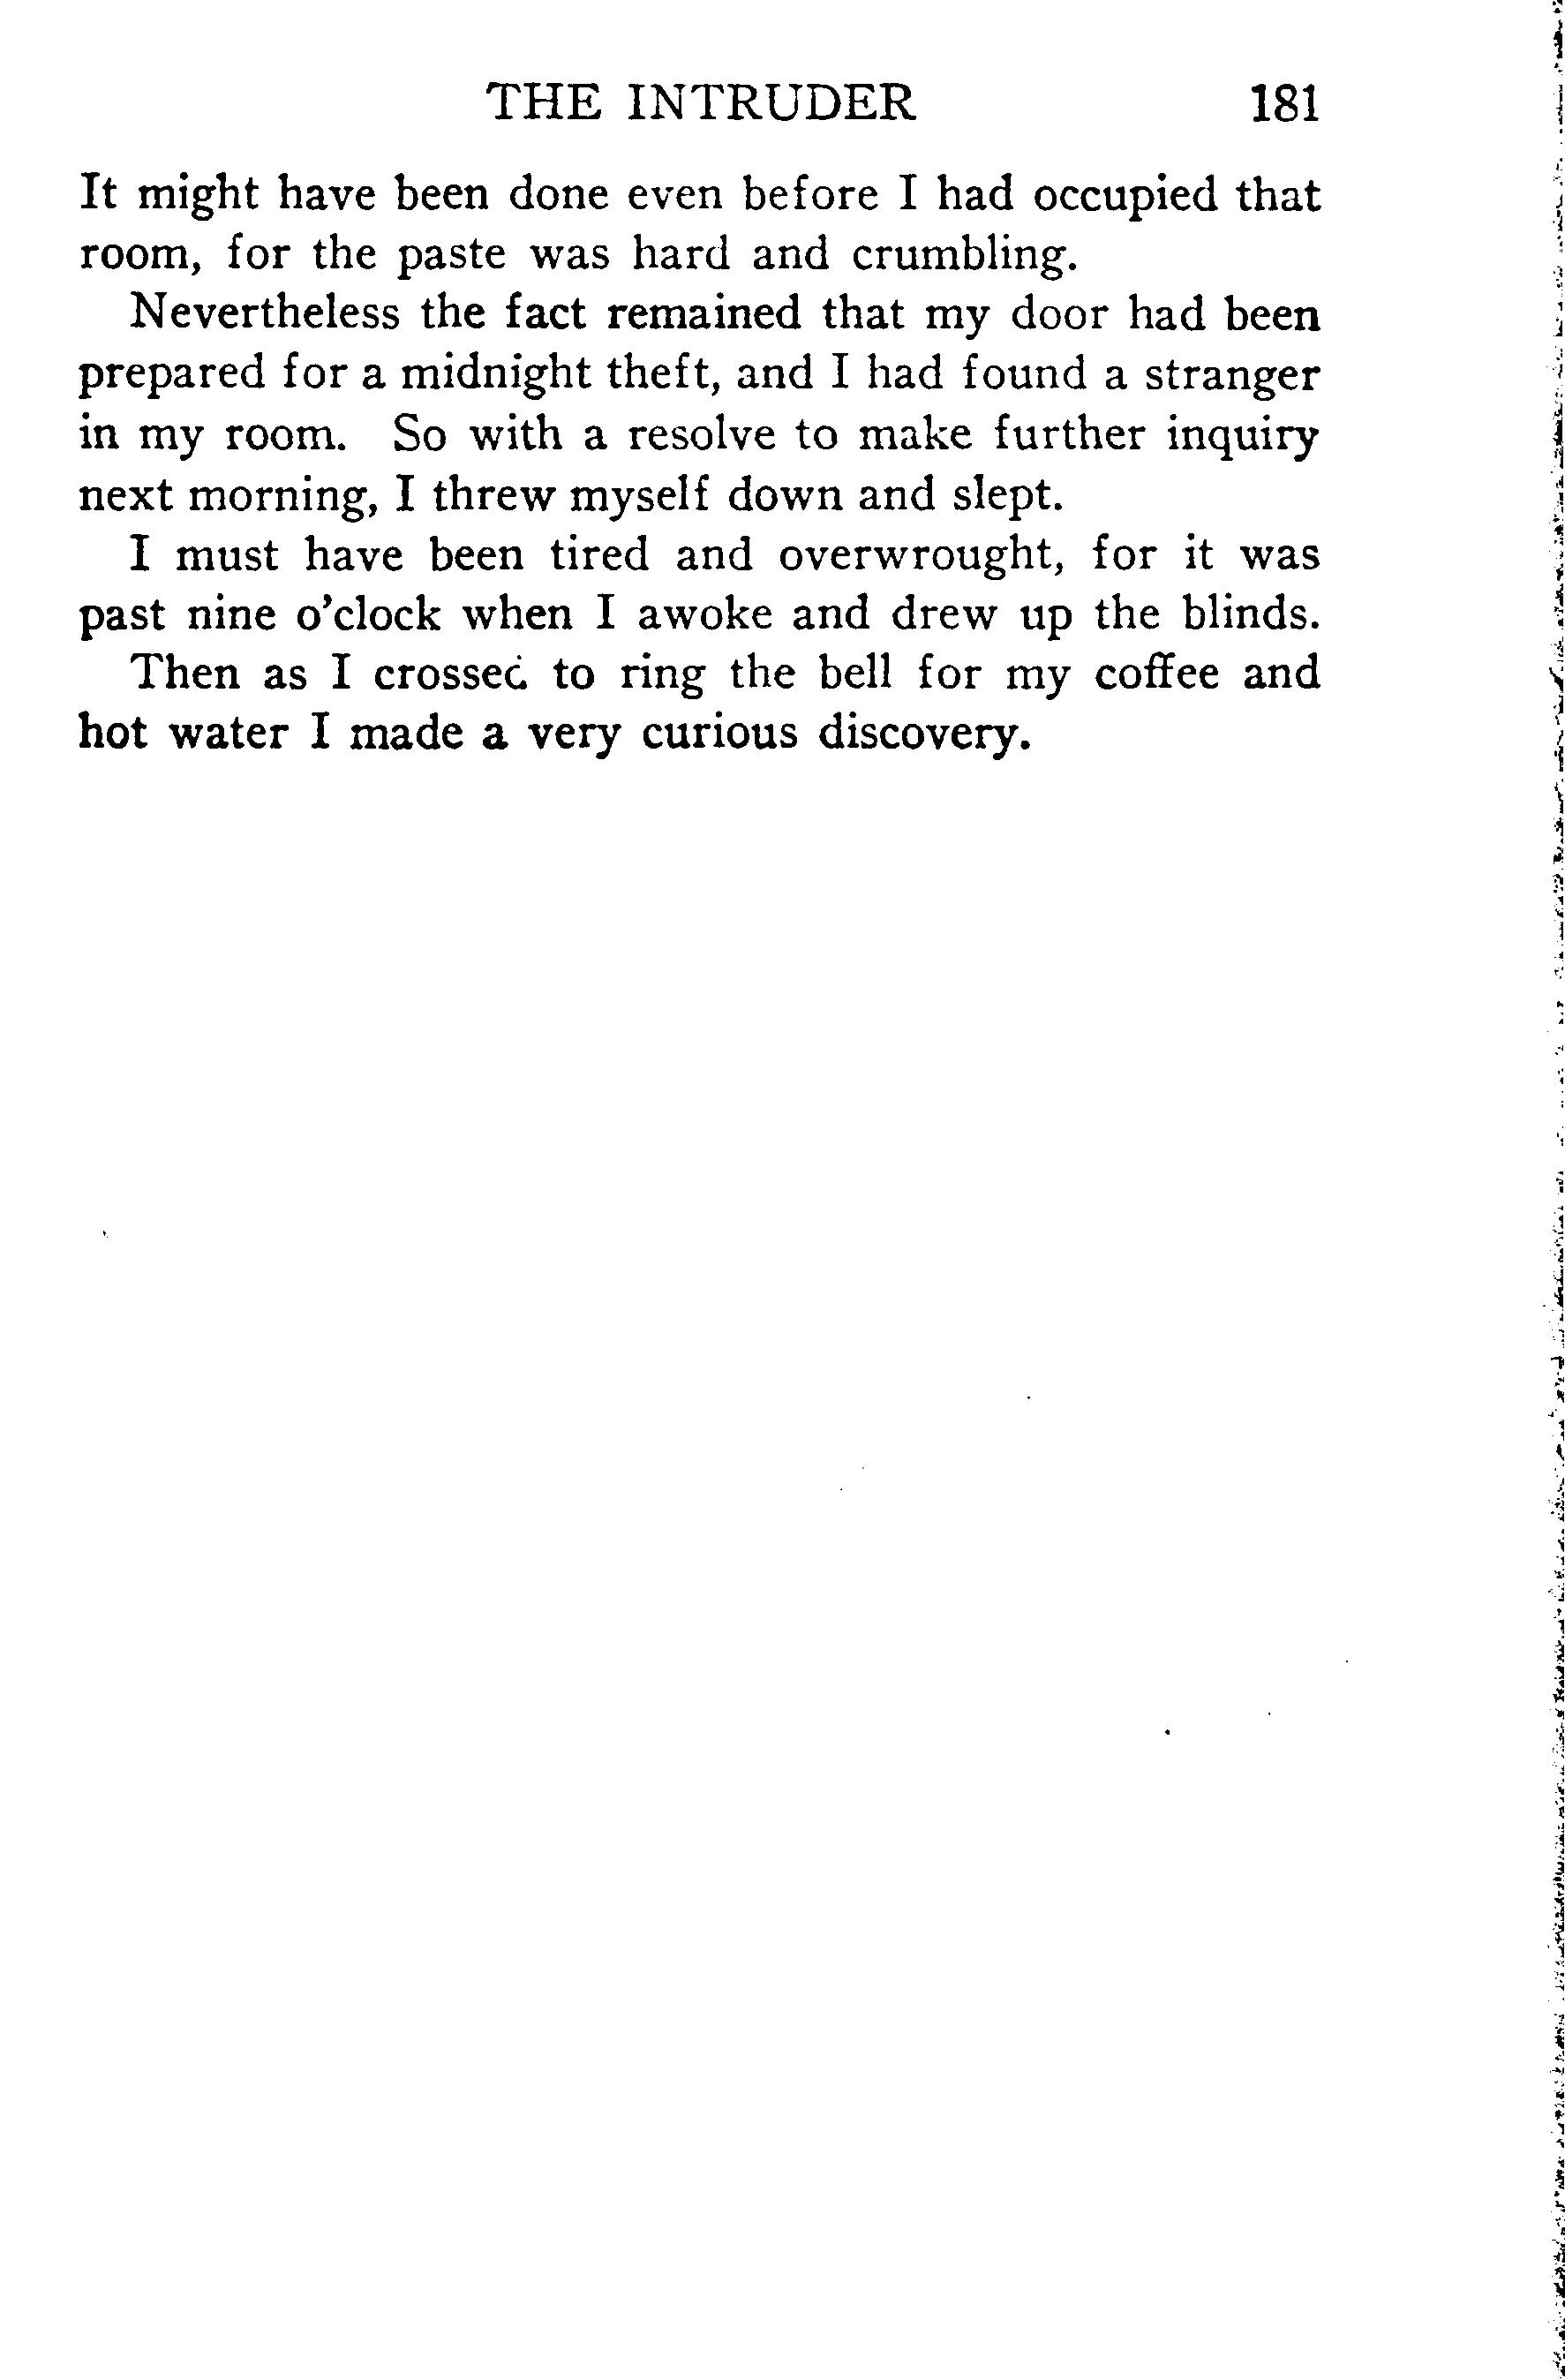 THE INTRUDER 181
It might have been done even before I had occupied that
room, for the paste was hard and crumbling.
Nevertheless the fact remained that my door had been
prepared for a midnight theft, and I had found a stranger
in my room. So with a resolve to make further inquiry
next morning, I threw myself down and slept.
I must have been tired and overwrought, for it was
past nine o'clock when I awoke and drew up the blinds.
Then as I crossed to ring the bell for my coffee and
hot water I made a very curious discovery.